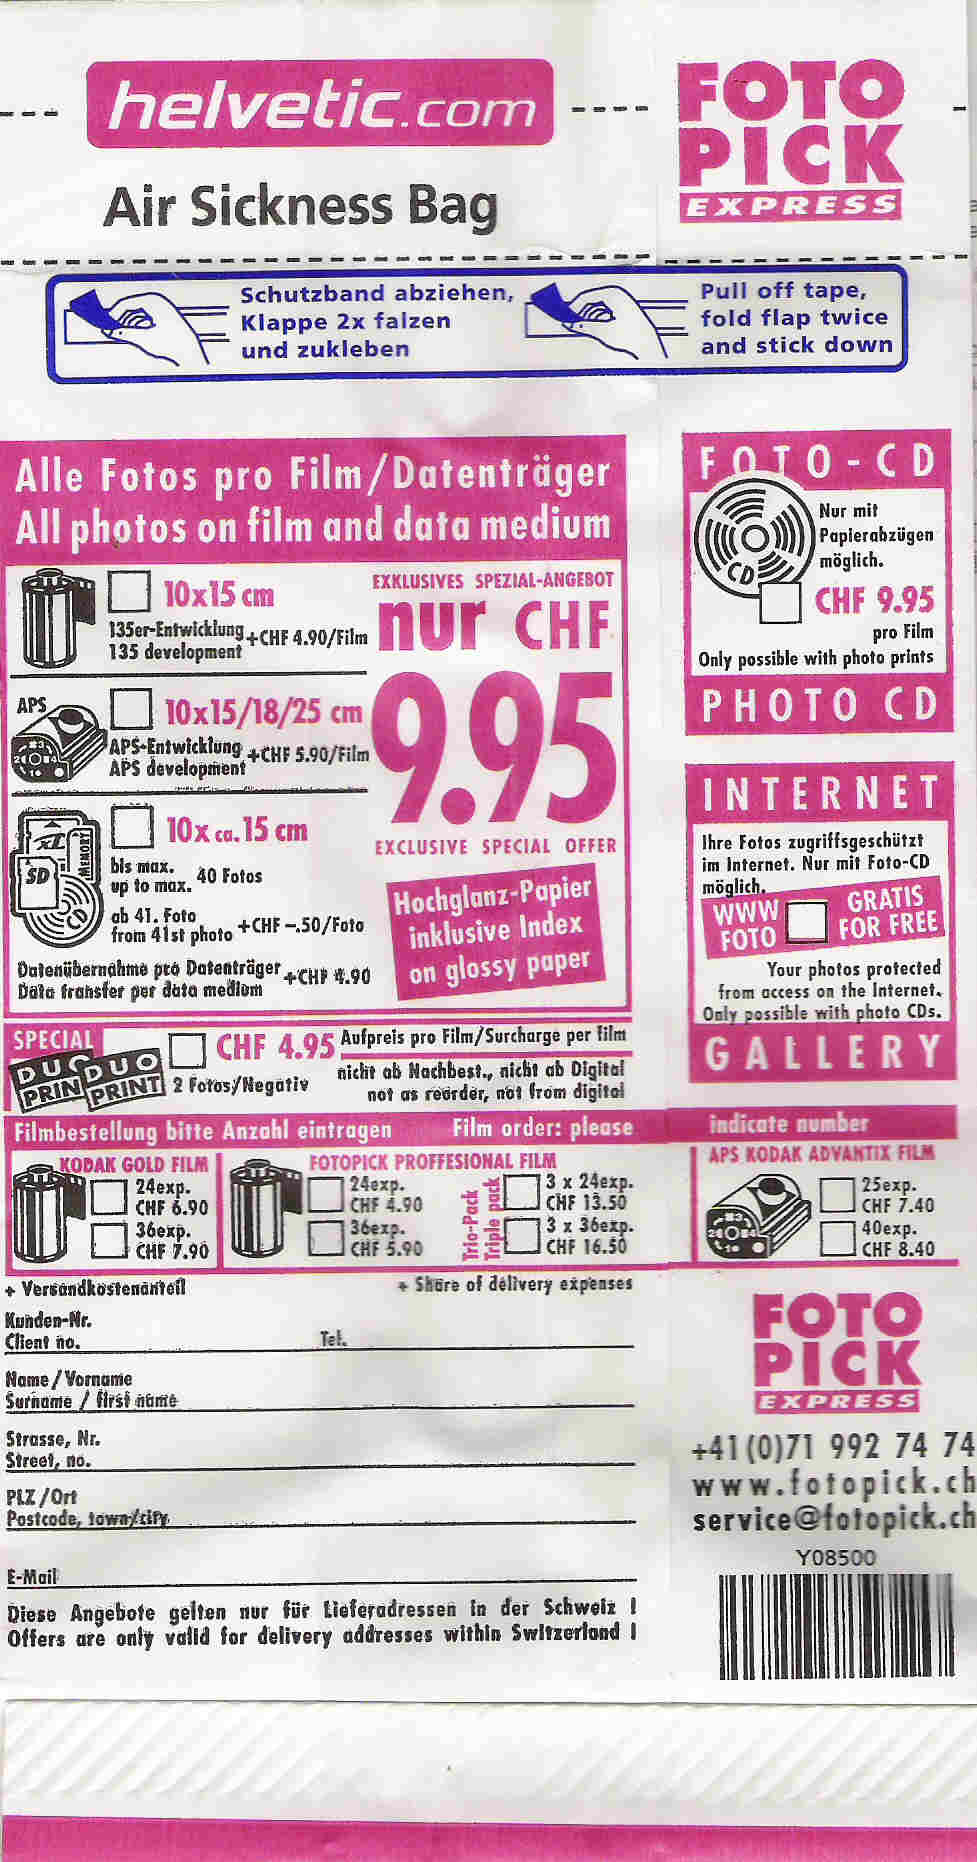 helvetic.com
Air Sickness Bag
FOTO
PICK
EXPRESS
Schutzband abziehen,
Klappe 2x falzen
und zukleben
Pull off tape,
fold flap twice
and stick down
Alle Fotos pro Film/Datenträger
All photos on film and data medium
10x15 cm
135er-Entwicklung
135 development
+CHF 4.90/Film
APS
10x15/18/25 cm
APS-Entwicklung
APS development
+CHF 5.90/Film
xD
SD
MEMORY
CD
10x ca. 15 cm
bis max.
up to max.
40 Fotos
ab 41. Foto
from 41st photo
+CHF –.50/Foto
Datenübernahme pro Datenträger
Data transfer per data medium
+CHF 4.90
EXKLUSIVES SPEZIAL-ANGEBOT
nur CHF
9.95
EXCLUSIVE SPECIAL OFFER
Hochglanz-Papier
inklusive Index
on glossy paper
SPECIAL
DUO
PRINT
DUO
PRINT
CHF 4.95
Aufpreis pro Film/Surcharge per film
2 Fotos/Negativ
nicht ab Nachbest., nicht ab Digital
not as reorder, not from digital
FOTO-CD
CD
Nur mit
Papierabzügen
möglich.
CHF 9.95
pro Film
Only possible with photo prints
PHOTO CD
INTERNET
Ihre Fotos zugriffsgeschützt
im Internet. Nur mit Foto-CD
möglich.
WWW
FOTO
GRATIS
FOR FREE
Your photos protected
from access on the Internet.
Only possible with photo CDs.
GALLERY
Filmbestellung bitte Anzahl eintragen
Film order: please
indicate number
KODAK GOLD FILM
24exp.
CHF 6.90
36exp.
CHF 7.90
FOTOPICK PROFFESIONAL FILM
24exp.
CHF 4.90
36exp.
CHF 5.90
Trio-Pack
Triple pack
3 x 24exp.
CHF 13.50
3 x 36exp.
CHF 16.50
APS KODAK ADVANTIX FILM
25exp.
CHF 7.40
40exp.
CHF 8.40
+ Versandkostenanteil
+ Share of delivery expenses
Kunden-Nr.
Client no.
Tel.
Name / Vorname
Surname / first name
Strasse, Nr.
Street, no.
PLZ /Ort
Postcode, town/city
E-Mail
Diese Angebote gelten nur für Lieferadressen in der Schweiz !
Offers are only valid for delivery addresses within Switzerland !
FOTO
PICK
EXPRESS
+41(0)71 992 74 74
www.fotopick.ch
service@fotopick.ch
Y08500